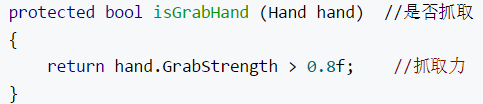 protected bool isGrabHand (Hand hand)  //是否抓取
{
    return hand.GrabStrength > 0.8f;    //抓取力
}